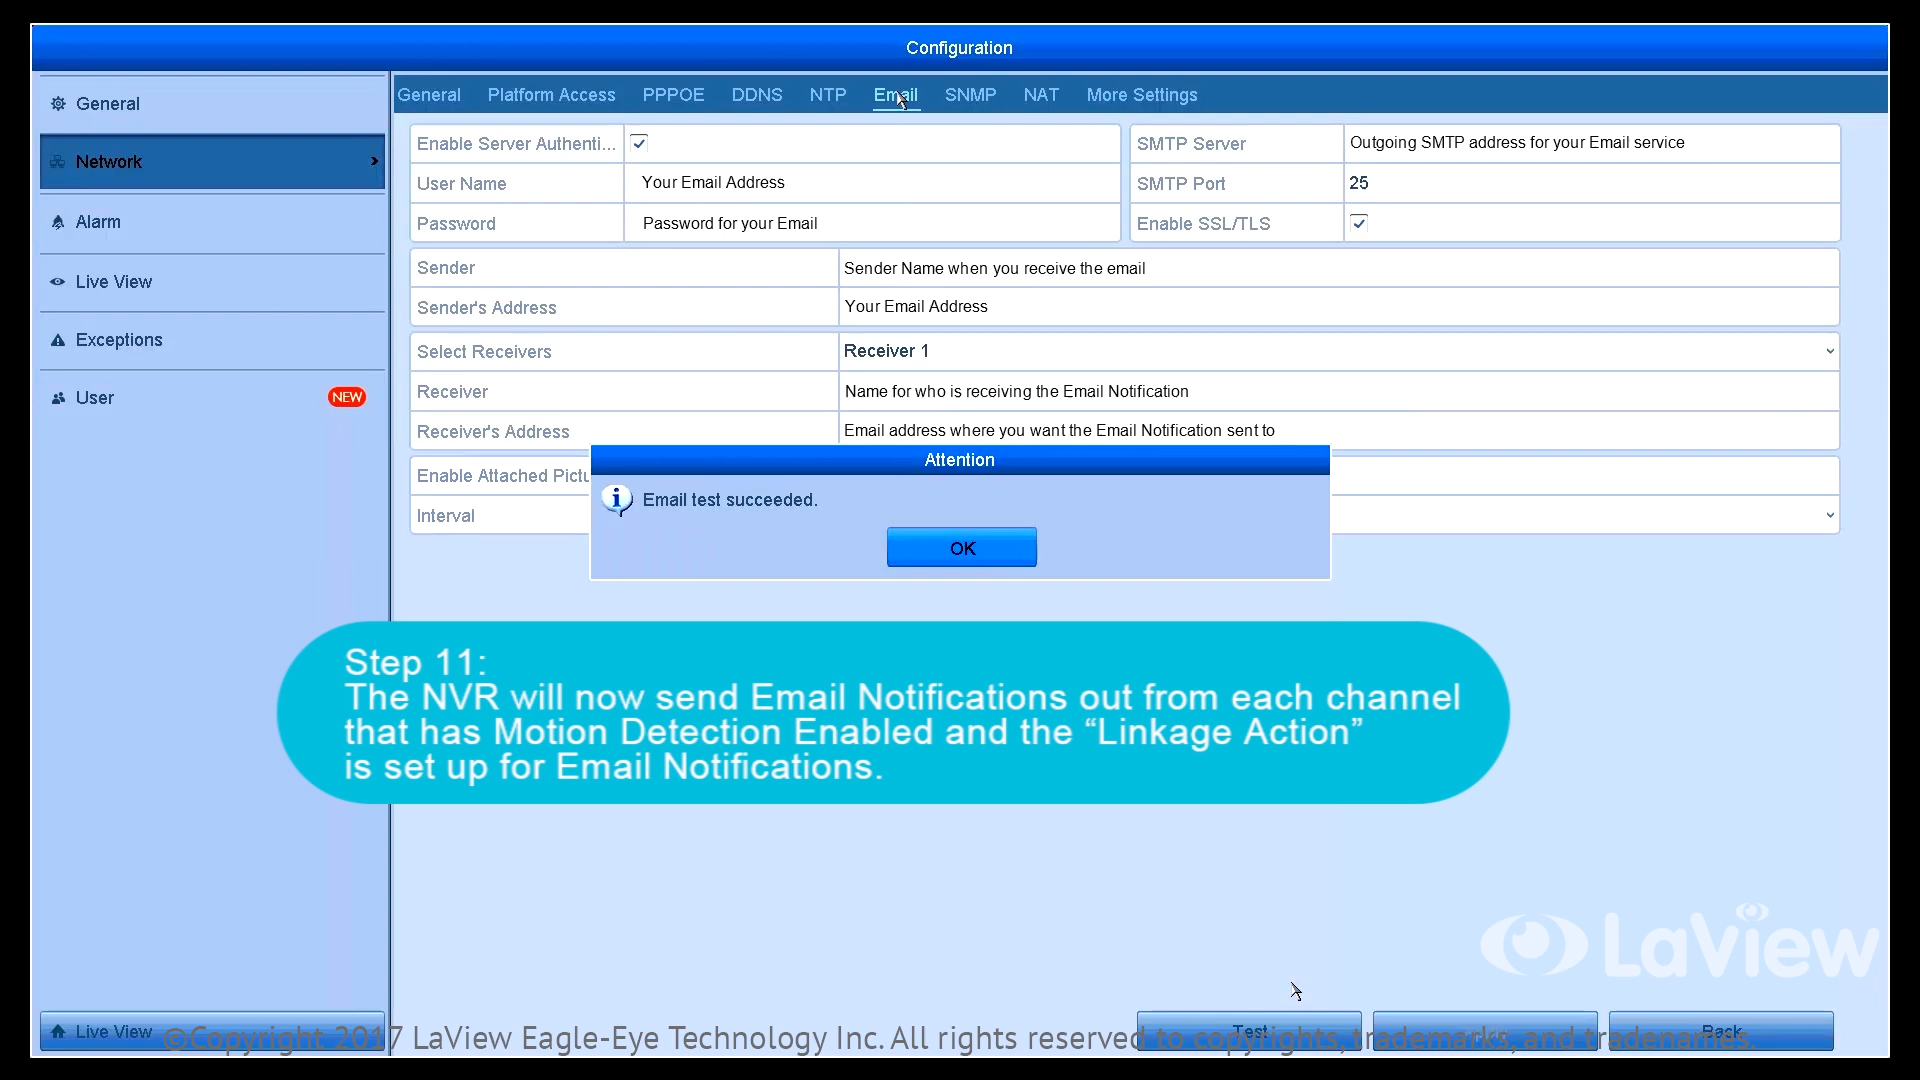 Configuration
General
Network
Alarm
Live View
Exceptions
User NEW
Live View
General Platform Access PPPOE DDNS NTP Email SNMP NAT More Settings
Enable Server Authenti...
User Name Your Email Address
Password Password for your Email
SMTP Server Outgoing SMTP address for your Email service
SMTP Port 25
Enable SSL/TLS
Sender Sender Name when you receive the email
Sender's Address Your Email Address
Select Receivers Receiver 1
Receiver Name for who is receiving the Email Notification
Receiver's Address Email address where you want the Email Notification sent to
Enable Attached Pictu
Interval
Attention
Email test succeeded.
OK
Step 11:
The NVR will now send Email Notifications out from each channel
that has Motion Detection Enabled and the “Linkage Action”
is set up for Email Notifications.
LaView
Test Back
©Copyright 2017 LaView Eagle-Eye Technology Inc. All rights reserved to copyrights, trademarks, and tradenames.